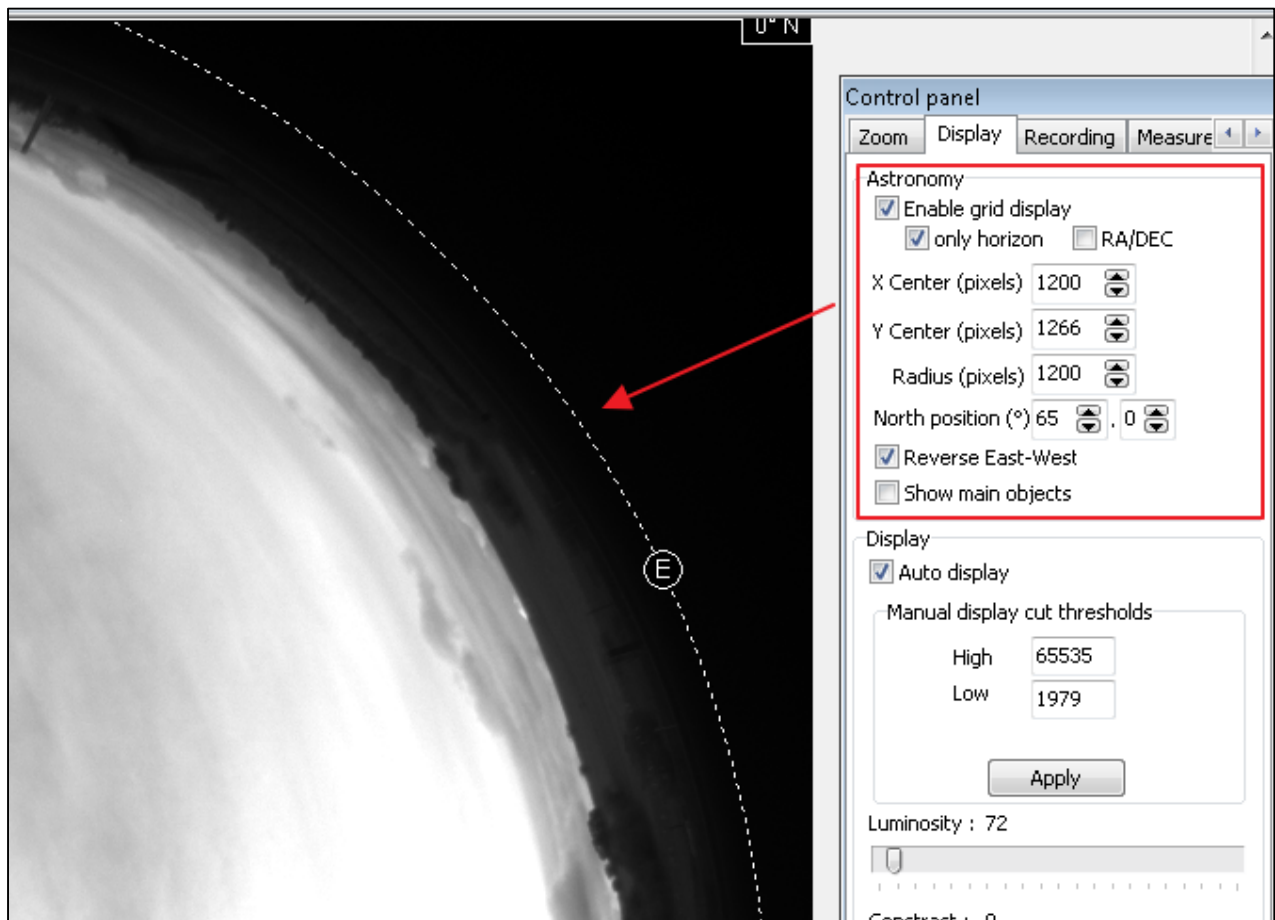 0° N
Control panel
Zoom Display Recording Measure
Astronomy
Enable grid display
only horizon RA/DEC
X Center (pixels) 1200
Y Center (pixels) 1266
Radius (pixels) 1200
North position (°) 65 . 0
Reverse East-West
Show main objects
E
Display
Auto display
Manual display cut thresholds
High 65535
Low 1979
Apply
Luminosity : 72
Constrast : 0